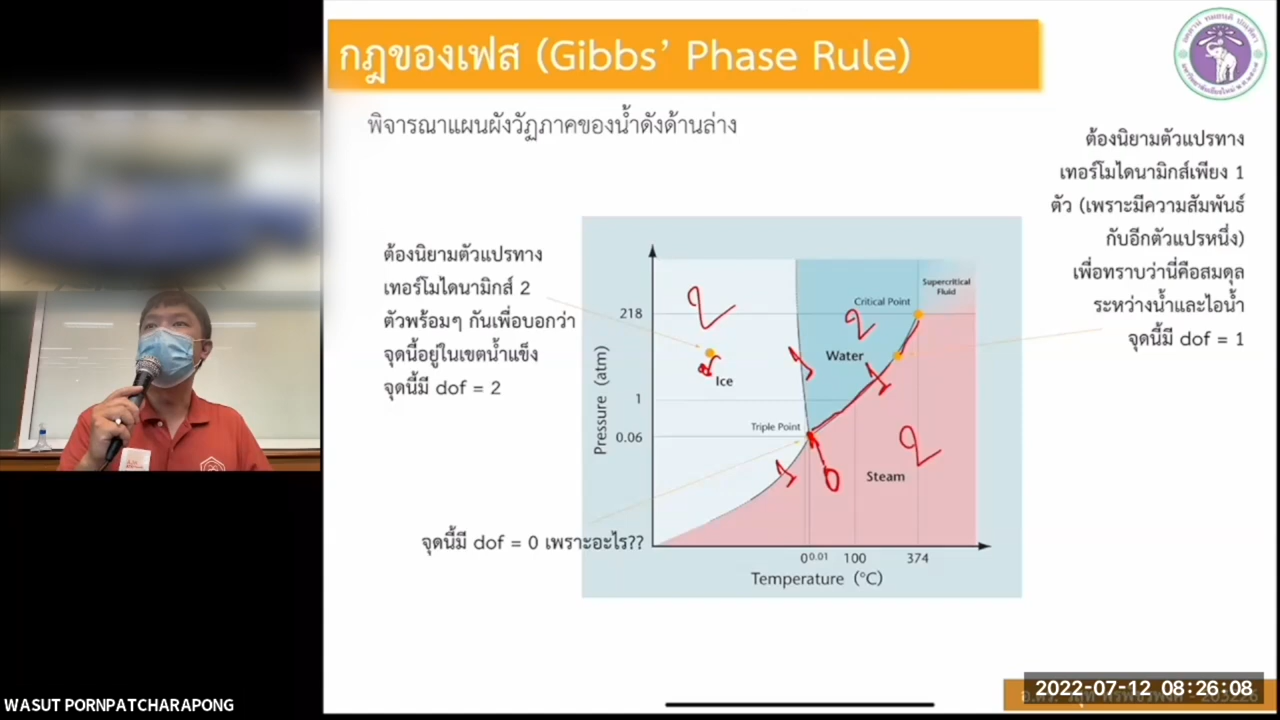 กฎของเฟส (Gibbs’ Phase Rule)
พิจารณาแผนผังวัฏภาคของน้ำดังด้านล่าง
ต้องนิยามตัวแปรทาง
เทอร์โมไดนามิกส์เพียง 1
ตัว (เพราะมีความสัมพันธ์
กับอีกตัวแปรหนึ่ง)
เพื่อทราบว่านี่คือสมดุล
ระหว่างน้ำและไอน้ำ
จุดนี้มี dof = 1
ต้องนิยามตัวแปรทาง
เทอร์โมไดนามิกส์ 2
ตัวพร้อมๆ กันเพื่อบอกว่า
จุดนี้อยู่ในเขตน้ำแข็ง
จุดนี้มี dof = 2
จุดนี้มี dof = 0 เพราะอะไร??
Pressure (atm)
218
1
0.06
Supercritical
Fluid
Critical Point
2
2
Water
1
1
Ice
Triple Point
2
1
0
Steam
0 0.01 100 374
Temperature (°C)
2022-07-12 08:26:08
WASUT PORNPATCHARAPONG